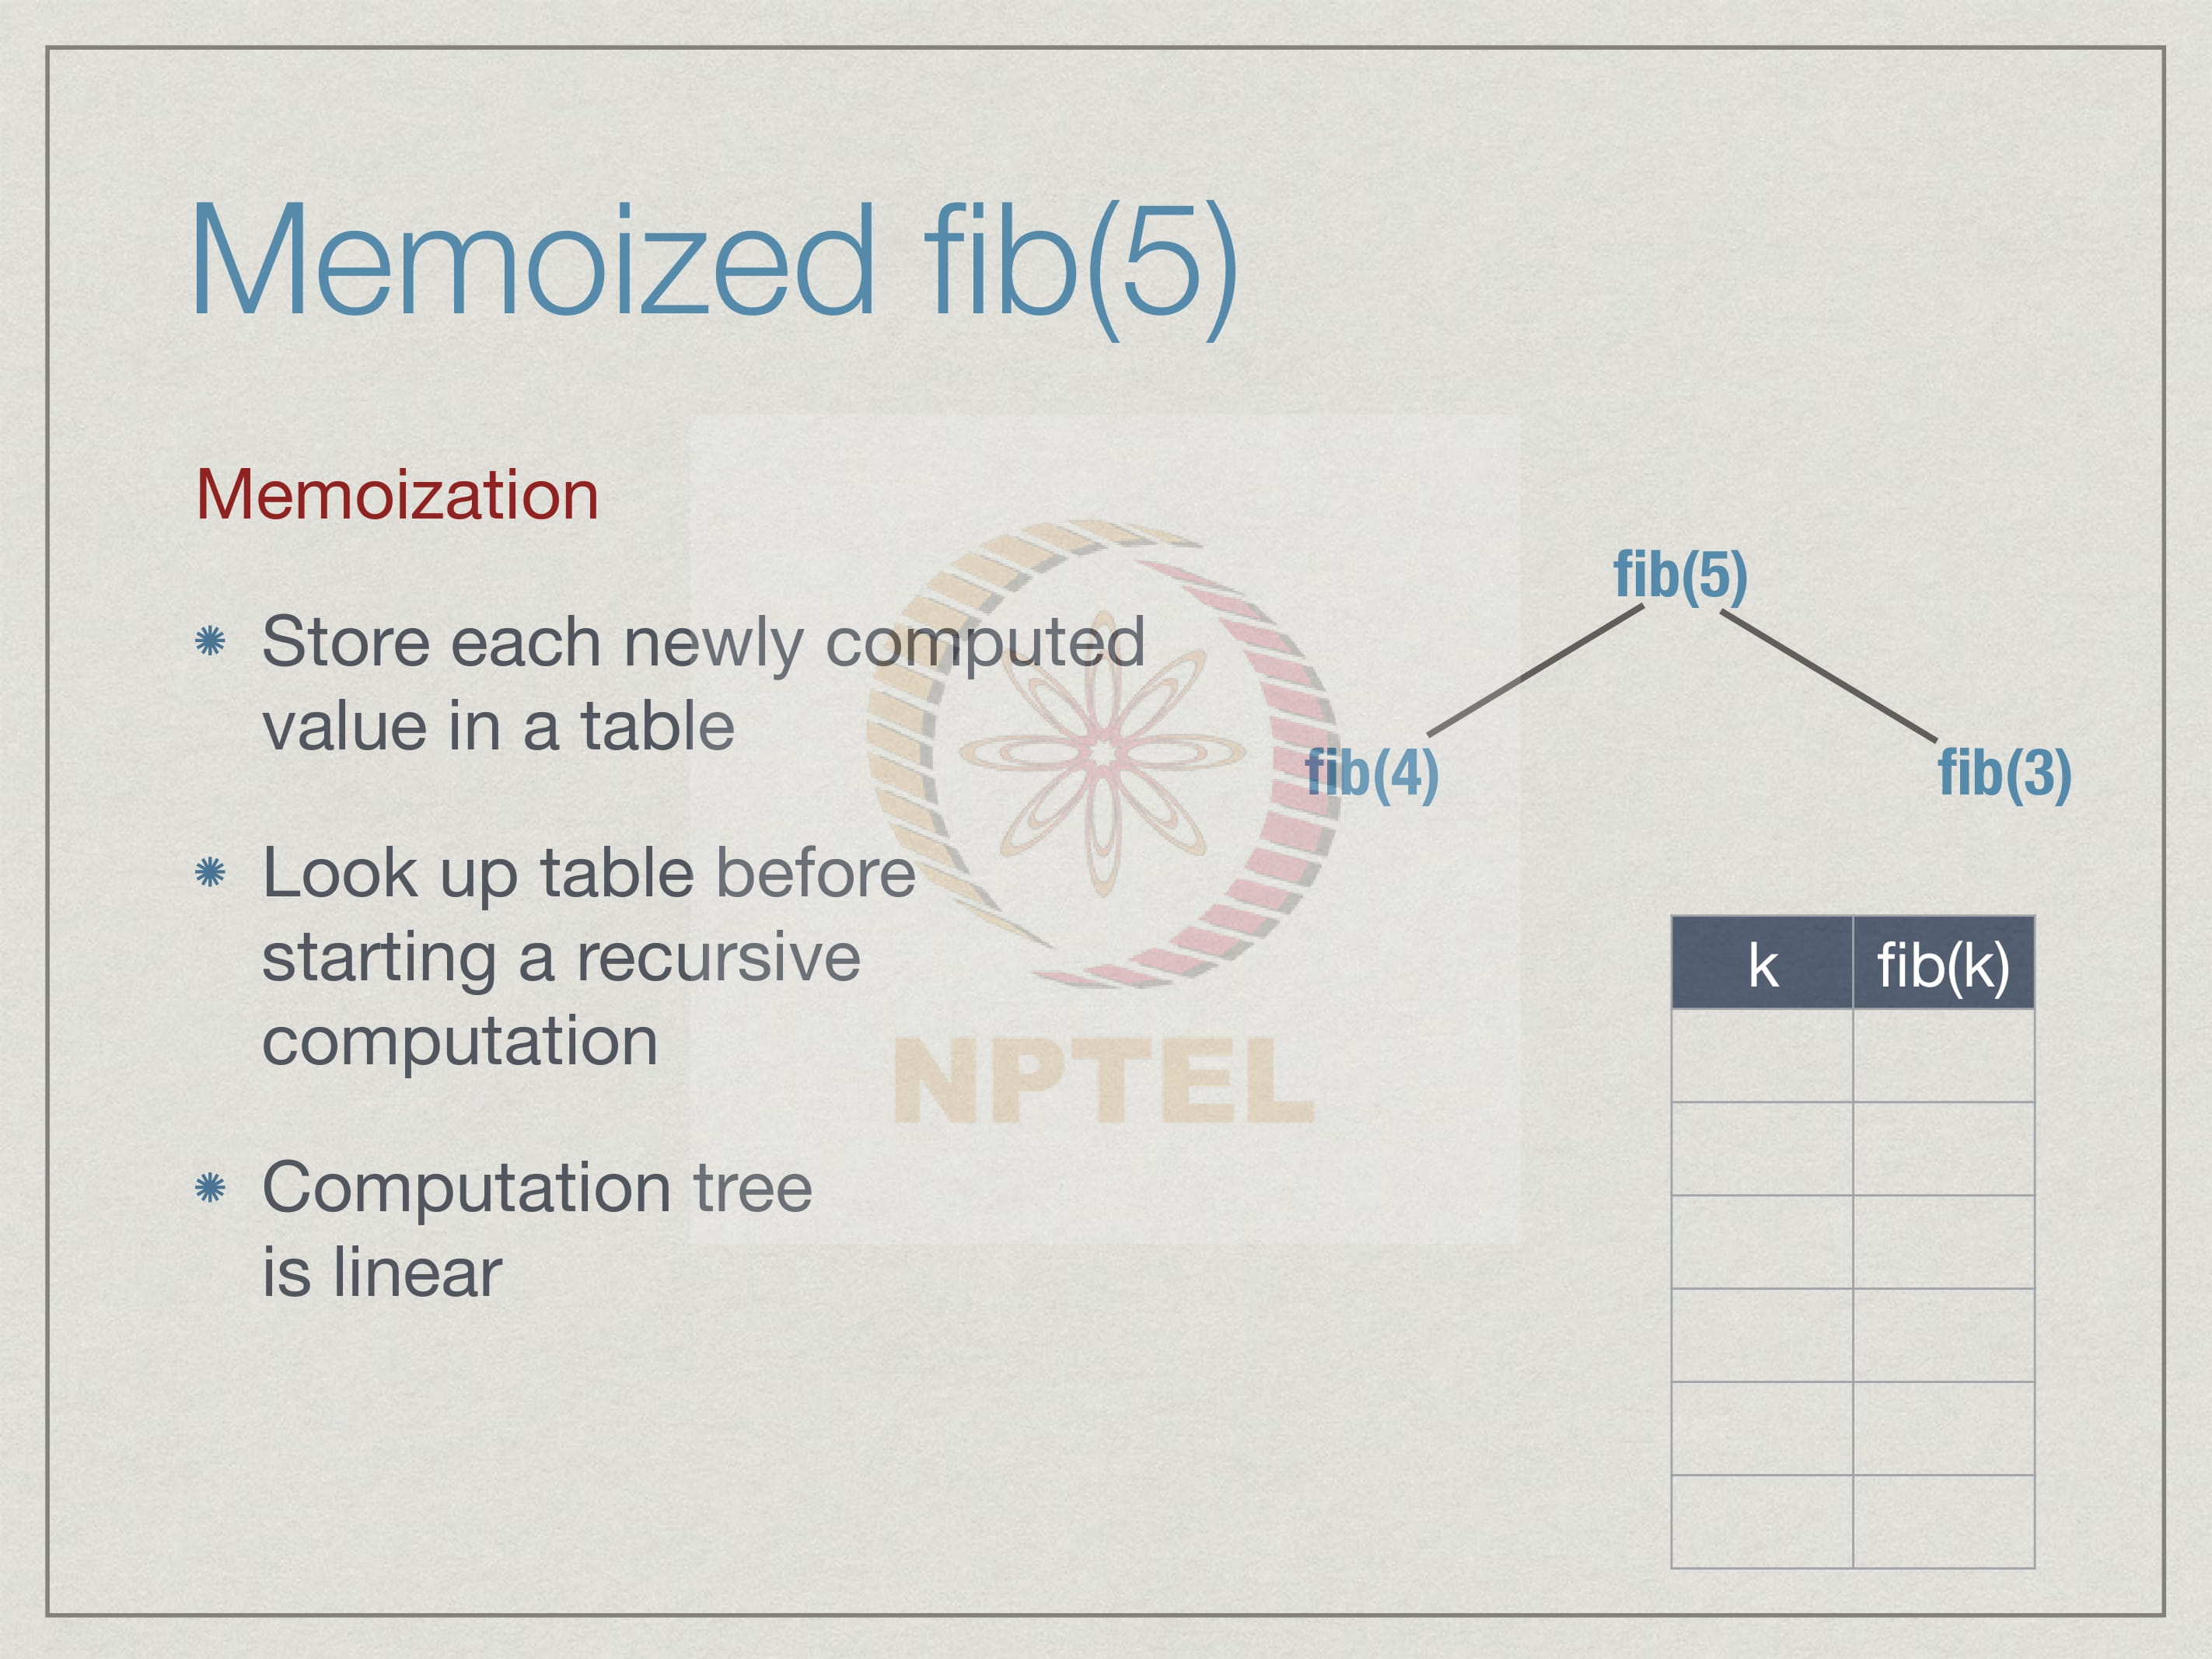 Memoized fib(5)
Memoization
Store each newly computed
value in a table
Look up table before
starting a recursive
computation
Computation tree
is linear
fib(5)
fib(4)
fib(3)
k fib(k)
NPTEL